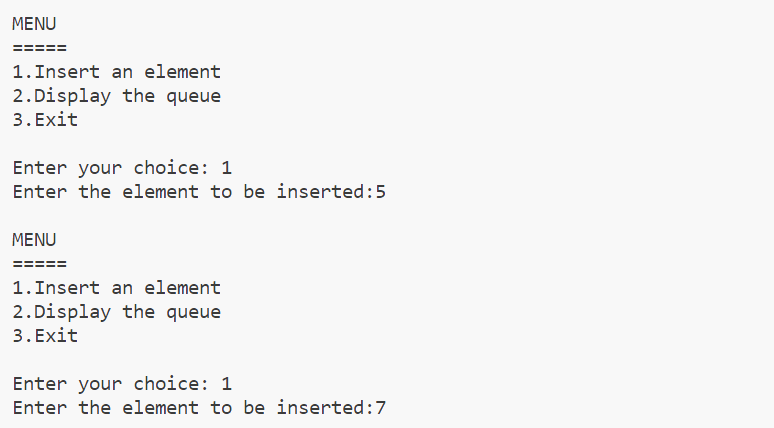 MENU
=====
1.Insert an element
2.Display the queue
3.Exit
Enter your choice: 1
Enter the element to be inserted:5
MENU
=====
1.Insert an element
2.Display the queue
3.Exit
Enter your choice: 1
Enter the element to be inserted:7